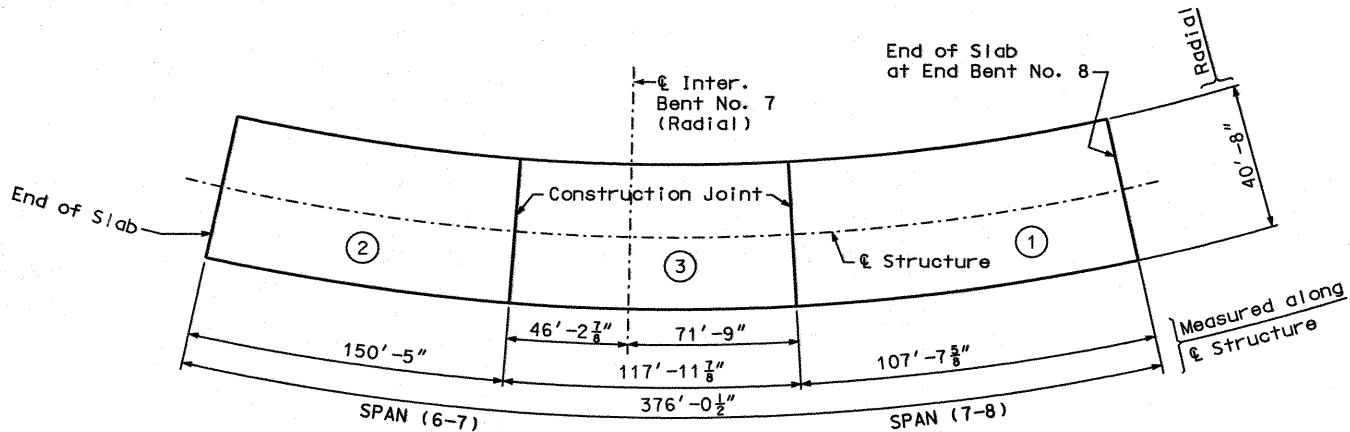 Radial
End of Slab
at End Bent No. 8
℄ Inter.
Bent No. 7
(Radial)
40'-8"
Construction Joint
End of Slab
2
3
1
℄ Structure
Measured along
℄ Structure
46'-2 7/8"
71'-9"
150'-5"
117'-11 7/8"
107'-7 5/8"
376'-0 1/2"
SPAN (6-7)
SPAN (7-8)